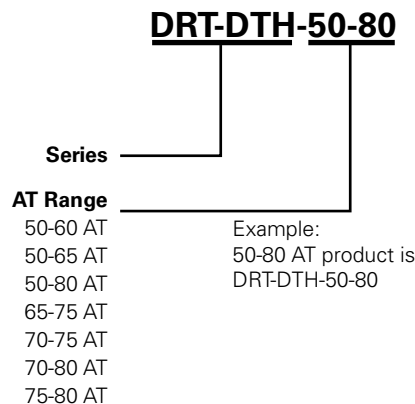 DRT-DTH-50-80
Series
AT Range
50-60 AT
50-65 AT
50-80 AT
65-75 AT
70-75 AT
70-80 AT
75-80 AT
Example:
50-80 AT product is
DRT-DTH-50-80